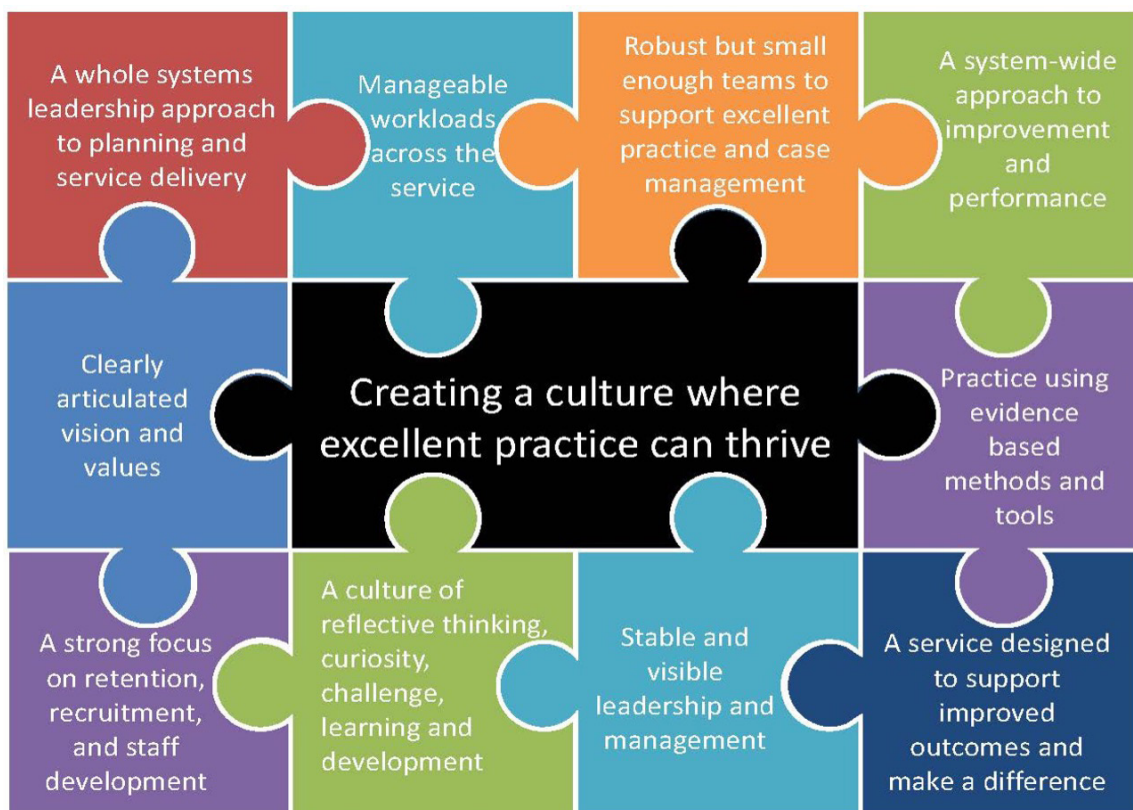 A whole systems
leadership approach
to planning and
service delivery
Manageable
workloads
across the
service
Robust but small
enough teams to
support excellent
practice and case
management
A system-wide
approach to
improvement
and
performance
Clearly
articulated
vision and
values
Creating a culture where
excellent practice can thrive
Practice using
evidence
based
methods and
tools
A strong focus
on retention,
recruitment,
and staff
development
A culture of
reflective thinking,
curiosity,
challenge,
learning and
development
Stable and
visible
leadership and
management
A service designed
to support
improved
outcomes and
make a difference